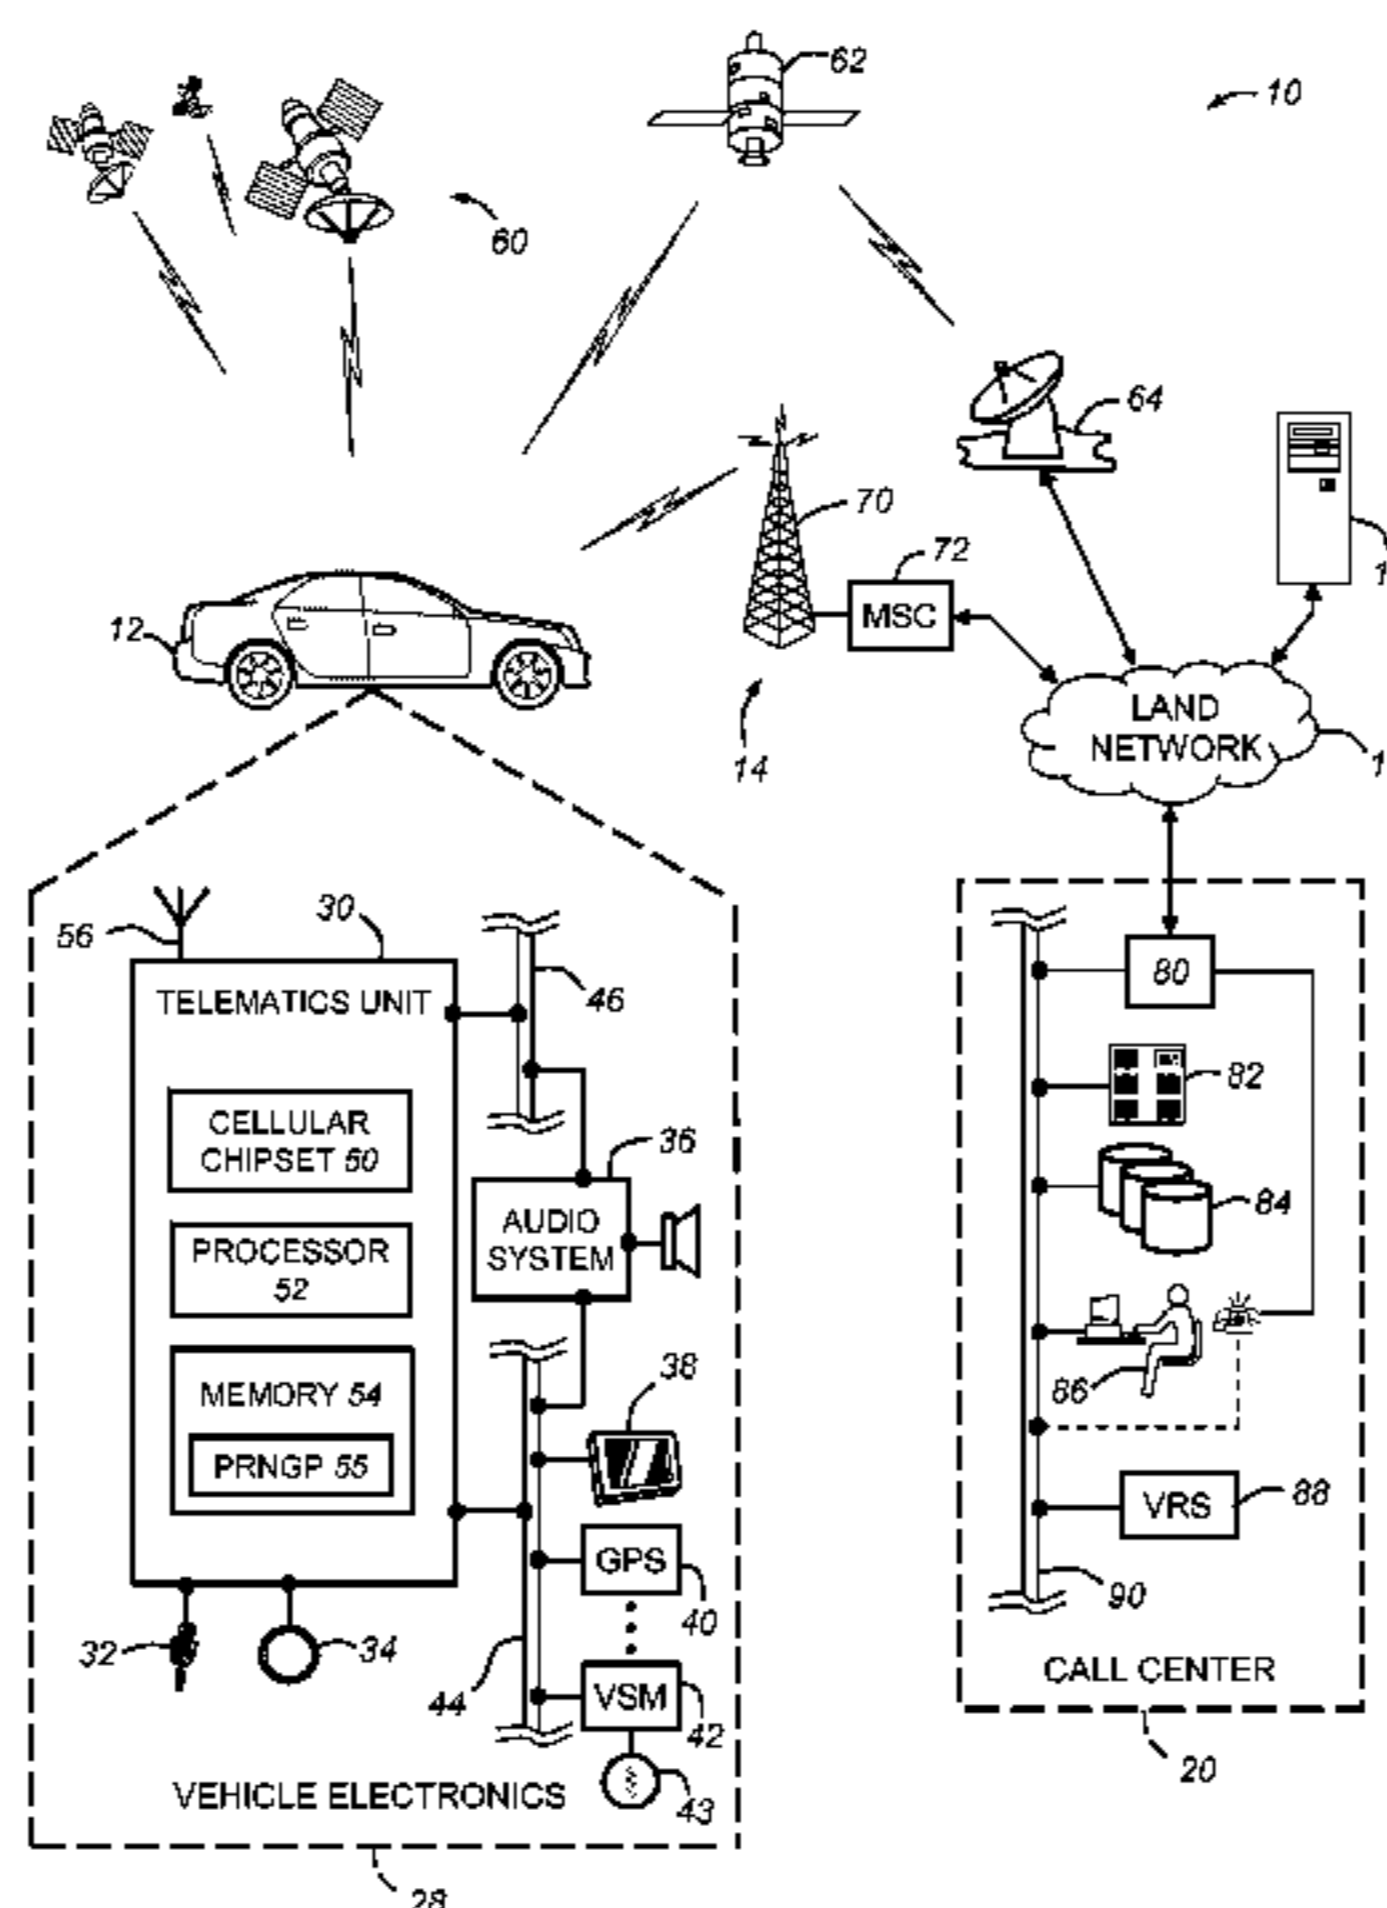 62
10
60
64
70
72
MSC
12
LAND
NETWORK
14
30
56
TELEMATICS UNIT
46
80
82
CELLULAR
CHIPSET 50
36
AUDIO
SYSTEM
84
PROCESSOR
52
38
86
MEMORY 54
PRNGP 55
VRS
88
GPS
40
90
32
34
44
VSM
42
CALL CENTER
20
VEHICLE ELECTRONICS
43
28